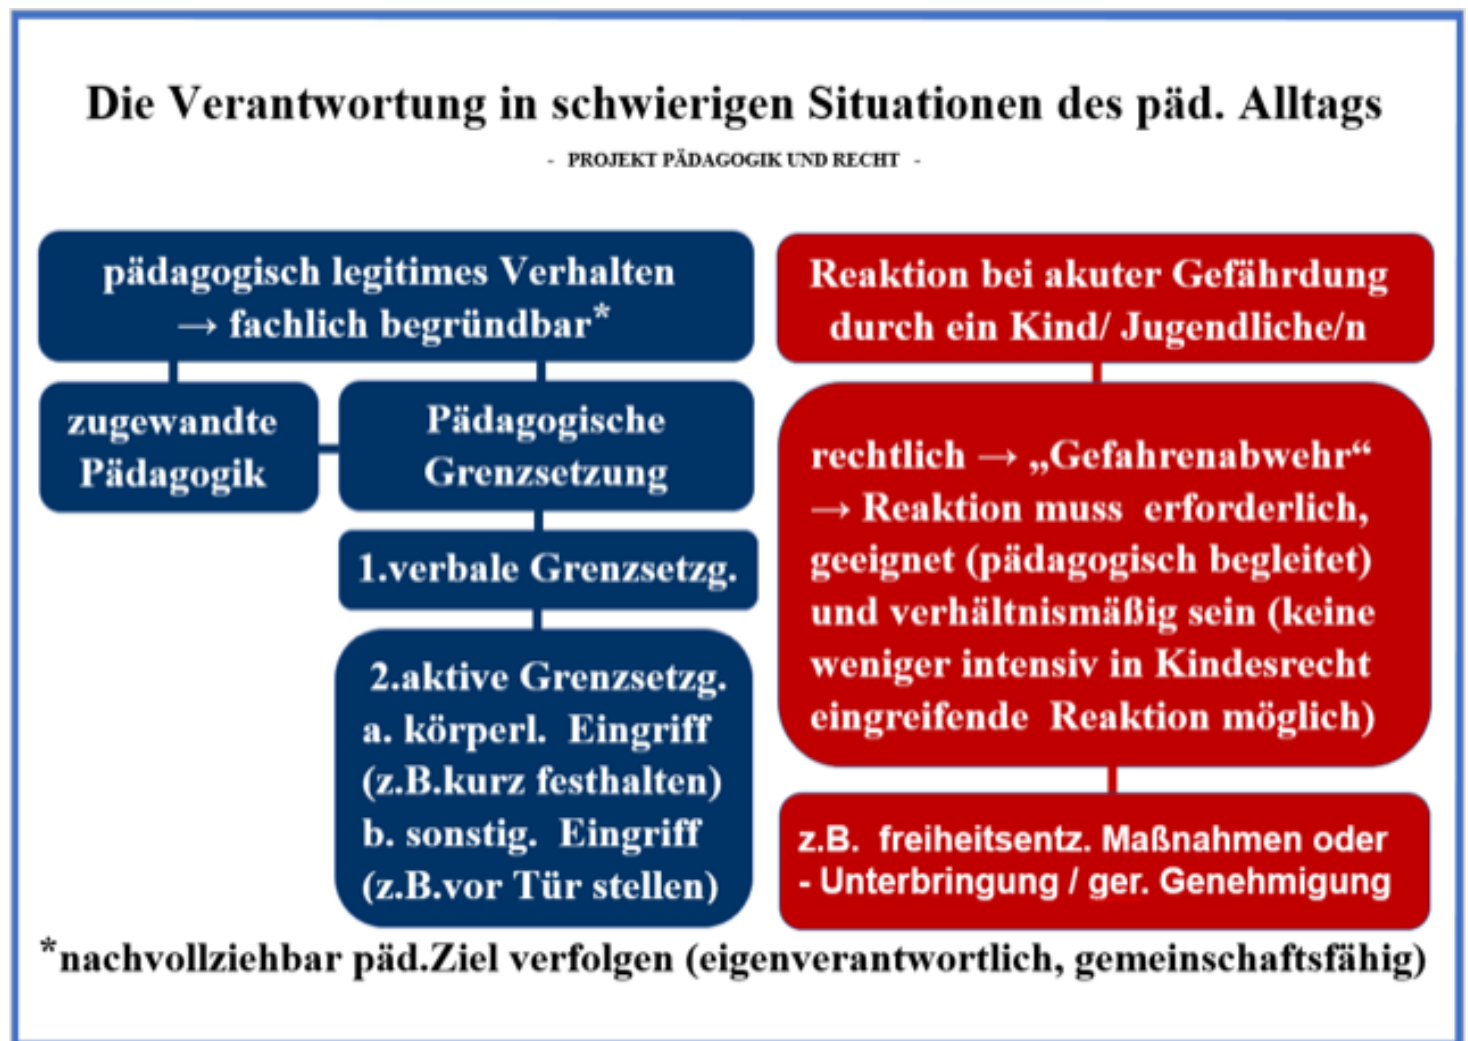 Die Verantwortung in schwierigen Situationen des päd. Alltags
- PROJEKT PÄDAGOGIK UND RECHT -
pädagogisch legitimes Verhalten
→ fachlich begründbar*
zugewandte
Pädagogik
Pädagogische
Grenzsetzung
1.verbale Grenzsetzg.
2.aktive Grenzsetzg.
a. körperl. Eingriff
(z.B.kurz festhalten)
b. sonstig. Eingriff
(z.B.vor Tür stellen)
Reaktion bei akuter Gefährdung
durch ein Kind/ Jugendliche/n
rechtlich → „Gefahrenabwehr“
→ Reaktion muss erforderlich,
geeignet (pädagogisch begleitet)
und verhältnismäßig sein (keine
weniger intensiv in Kindesrecht
eingreifende Reaktion möglich)
z.B. freiheitsentz. Maßnahmen oder
- Unterbringung / ger. Genehmigung
*nachvollziehbar päd.Ziel verfolgen (eigenverantwortlich, gemeinschaftsfähig)